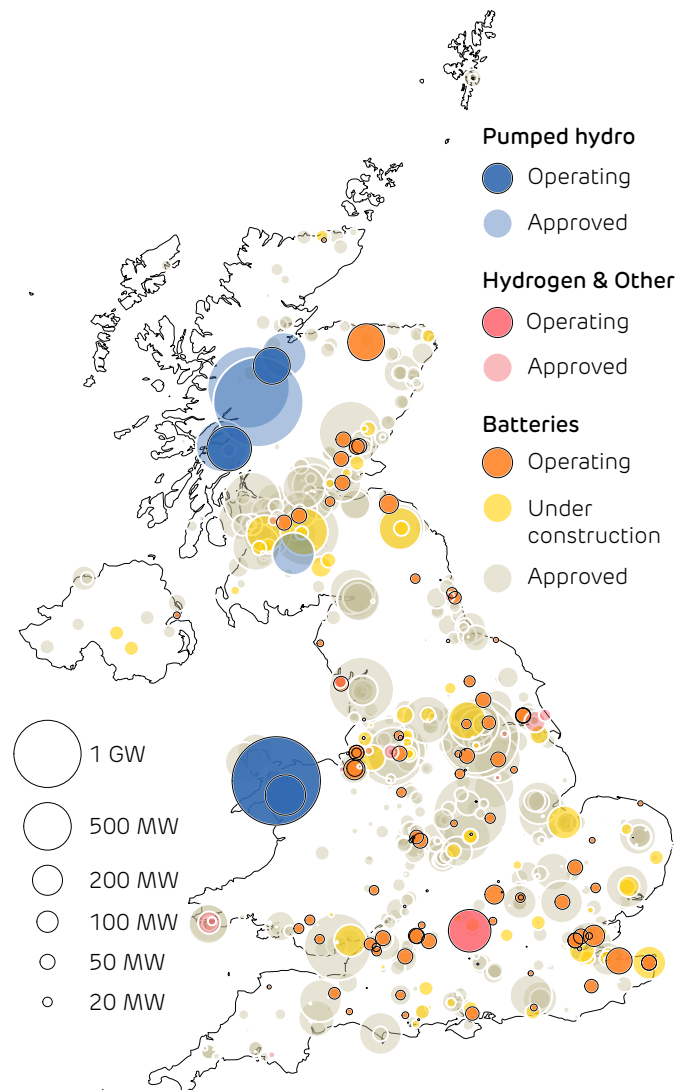 Pumped hydro
Operating
Approved
Hydrogen & Other
Operating
Approved
Batteries
Operating
Under
construction
Approved
1 GW
500 MW
200 MW
100 MW
50 MW
20 MW